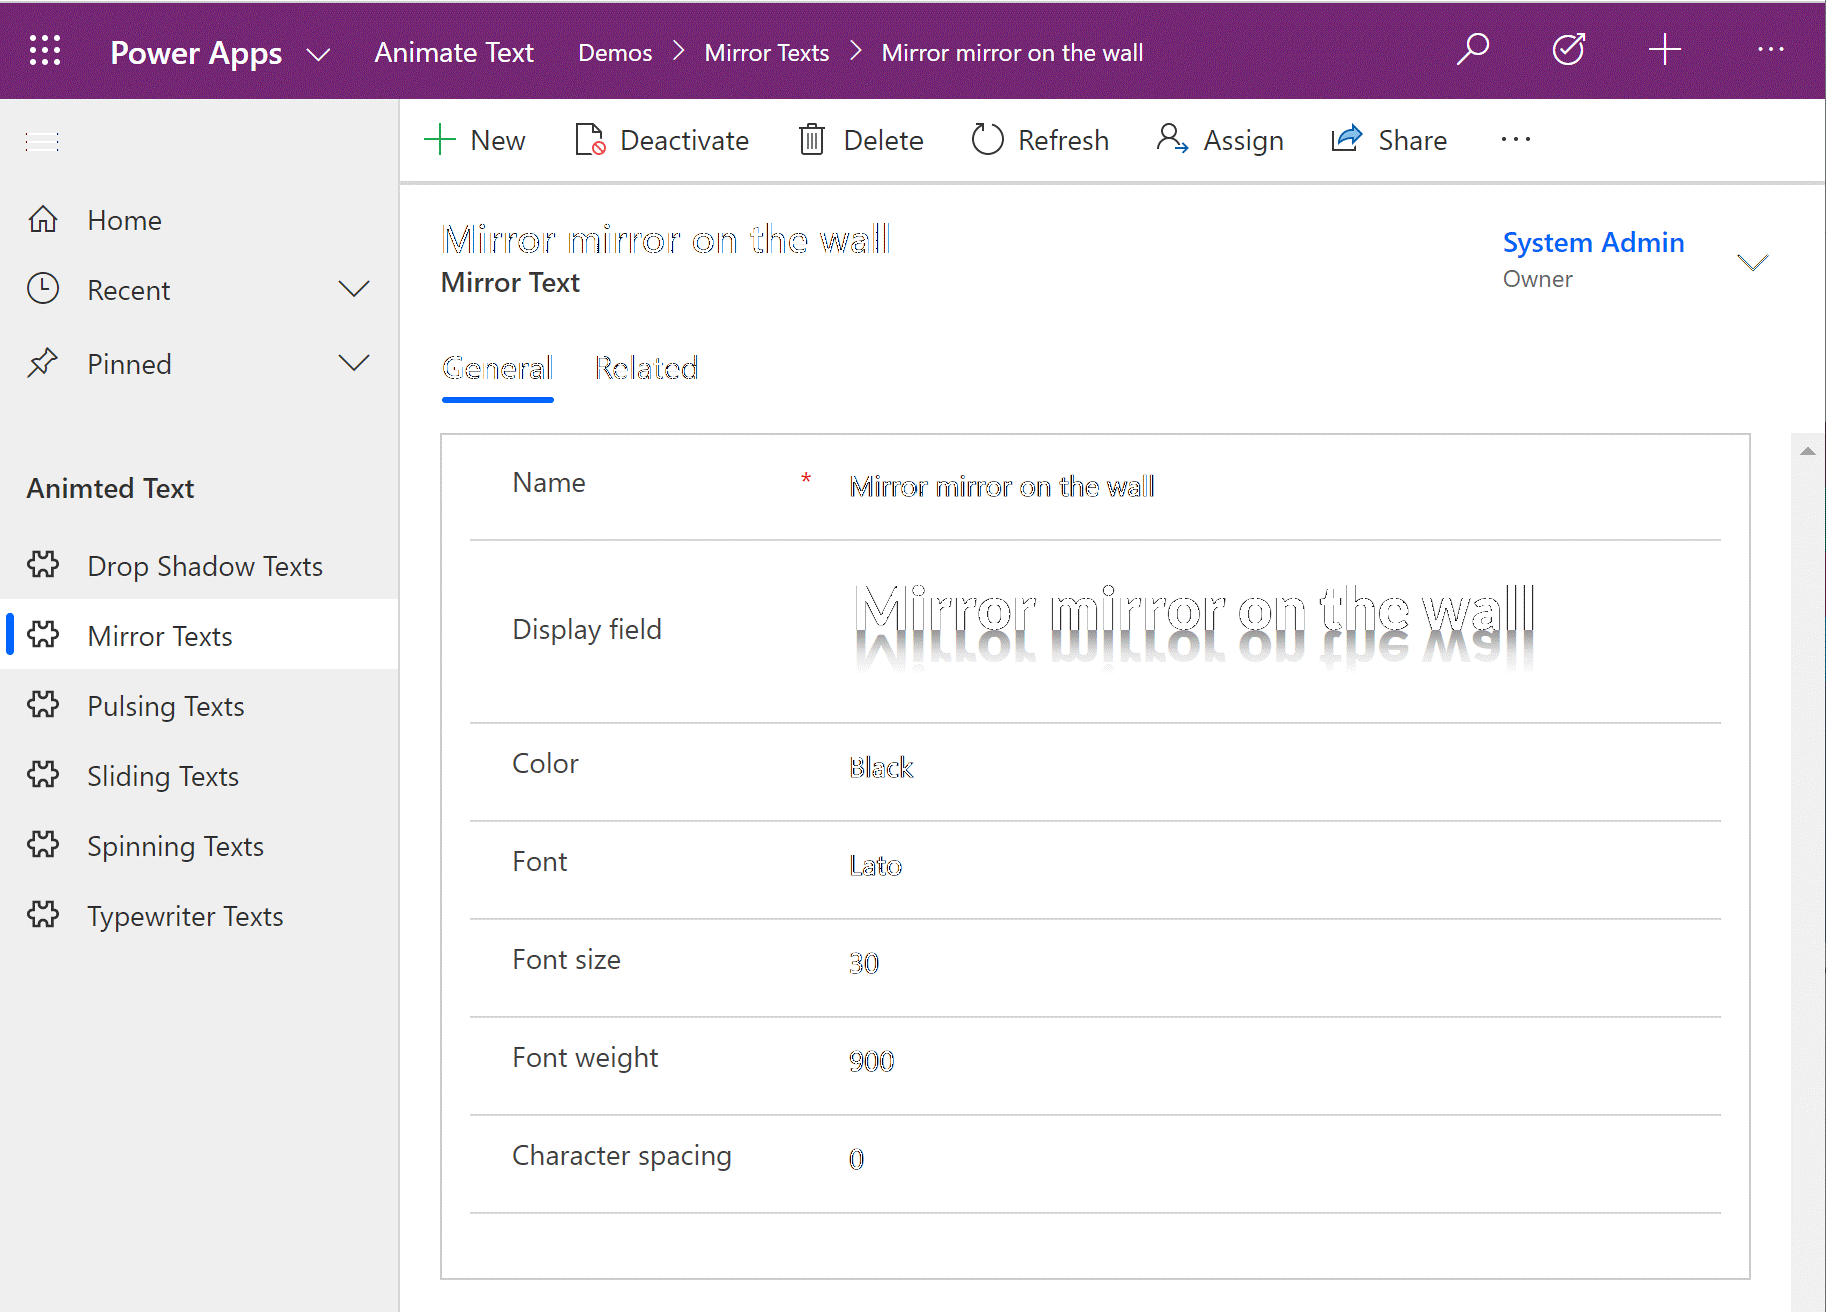 Power Apps Animate Text Demos Mirror Texts Mirror mirror on the wall
New Deactivate Delete Refresh Assign Share
Home
Recent
Pinned
Animted Text
Drop Shadow Texts
Mirror Texts
Pulsing Texts
Sliding Texts
Spinning Texts
Typewriter Texts
Mirror mirror on the wall
Mirror Text
System Admin
Owner
General Related
Name * Mirror mirror on the wall
Display field Mirror mirror on the wall
Color Black
Font Lato
Font size 30
Font weight 900
Character spacing 0